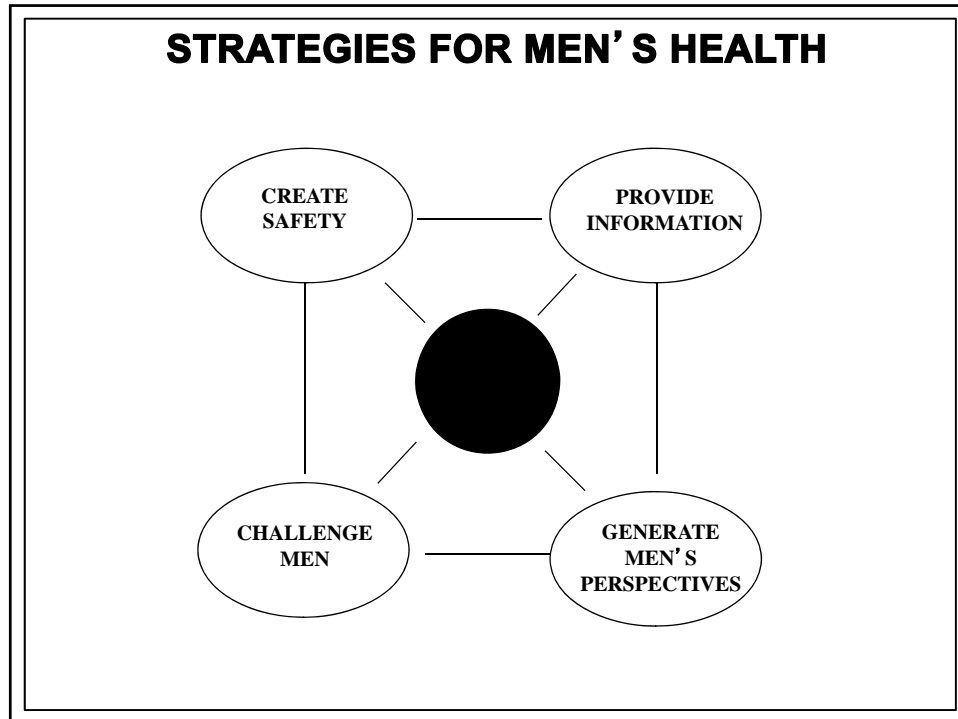 STRATEGIES FOR MEN’S HEALTH
CREATE
SAFETY
PROVIDE
INFORMATION
CHALLENGE
MEN
GENERATE
MEN’S
PERSPECTIVES